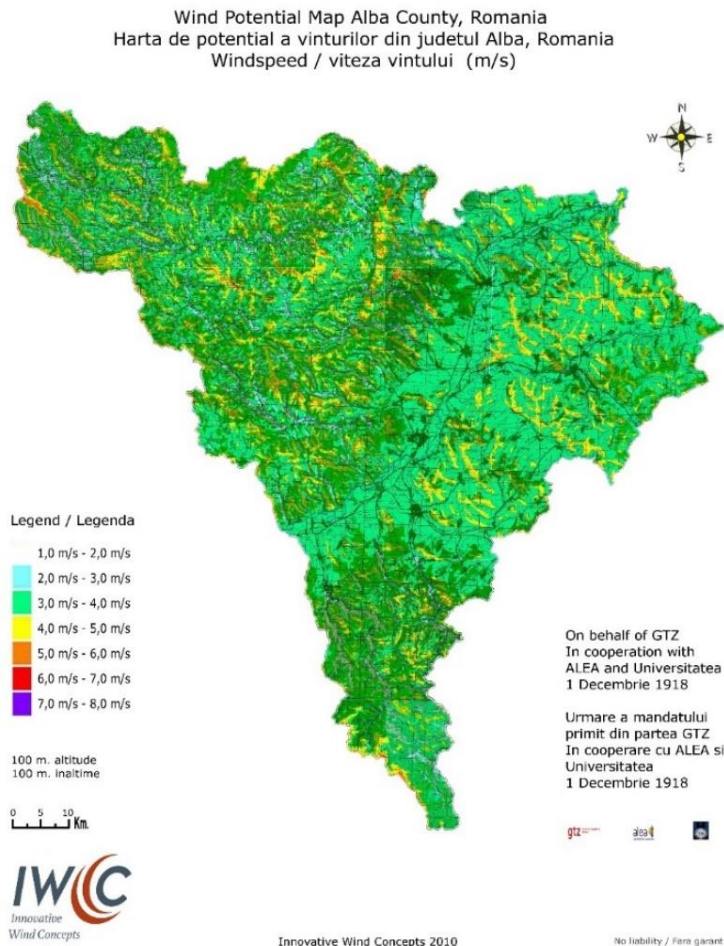 Wind Potential Map Alba County, Romania
Harta de potential a vinturilor din judetul Alba, Romania
Windspeed / viteza vintului (m/s)
N
W E
S
Legend / Legenda
1,0 m/s - 2,0 m/s
2,0 m/s - 3,0 m/s
3,0 m/s - 4,0 m/s
4,0 m/s - 5,0 m/s
5,0 m/s - 6,0 m/s
6,0 m/s - 7,0 m/s
7,0 m/s - 8,0 m/s
On behalf of GTZ
In cooperation with
ALEA and Universitatea
1 Decembrie 1918
Urmare a mandatului
primit din partea GTZ
In cooperare cu ALEA si
Universitatea
1 Decembrie 1918
100 m. altitude
100 m. inaltime
0 5 10 Km.
gtz
alea
IWC
Innovative
Wind Concepts
Innovative Wind Concepts 2010
No liability / Fara garant